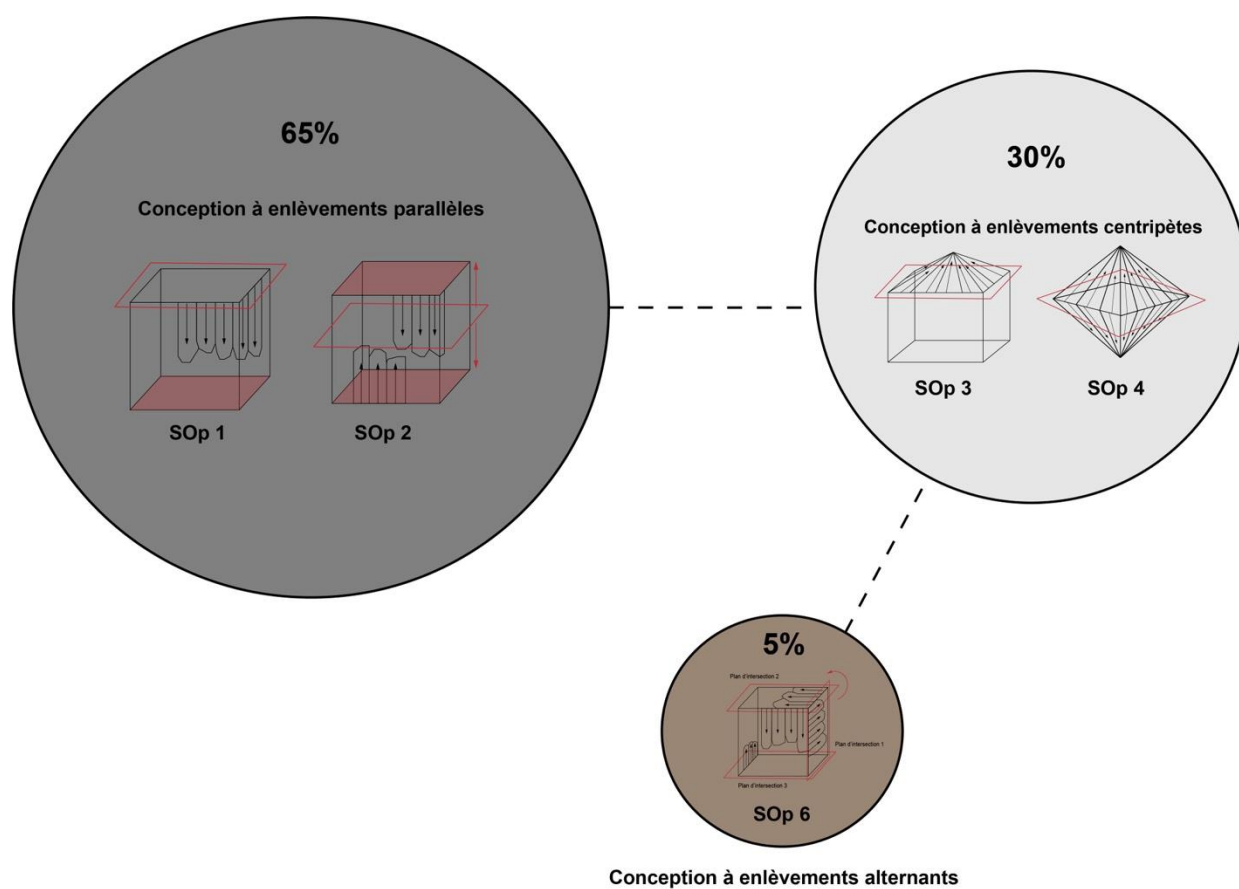 65%
Conception à enlèvements parallèles
SOp 1
SOp 2
30%
Conception à enlèvements centripètes
SOp 3
SOp 4
5%
Plan d'intersection 2
Plan d'intersection 1
Plan d'intersection 3
SOp 6
Conception à enlèvements alternants